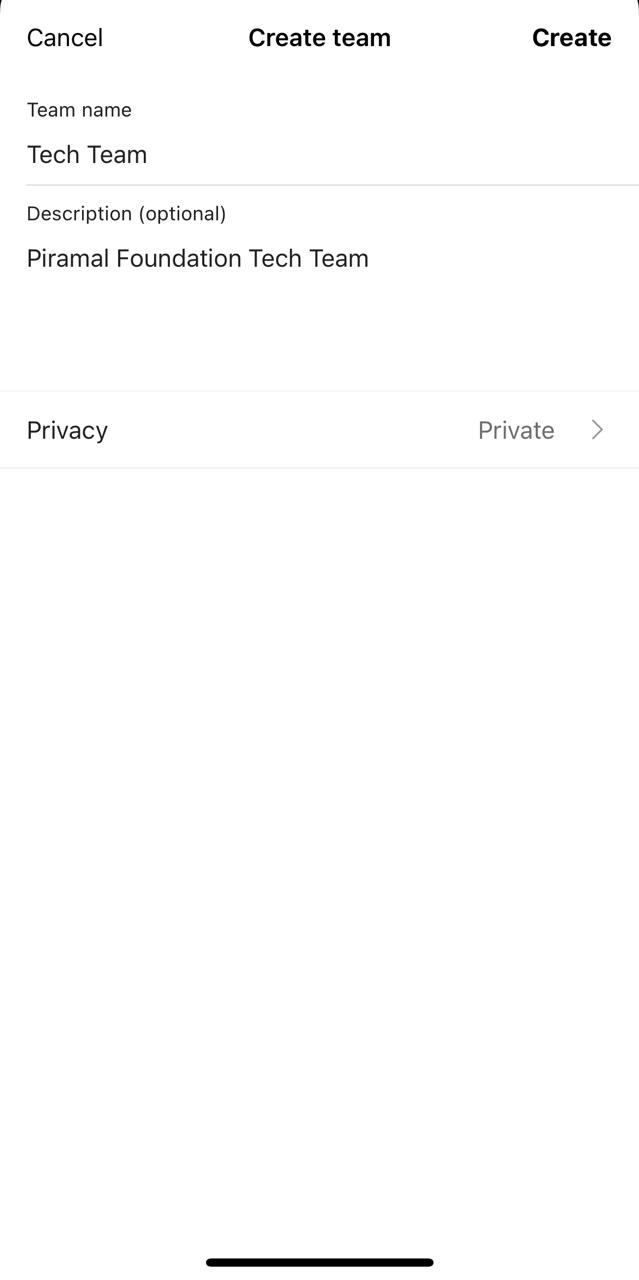 Cancel Create team Create
Team name
Tech Team
Description (optional)
Piramal Foundation Tech Team
Privacy Private